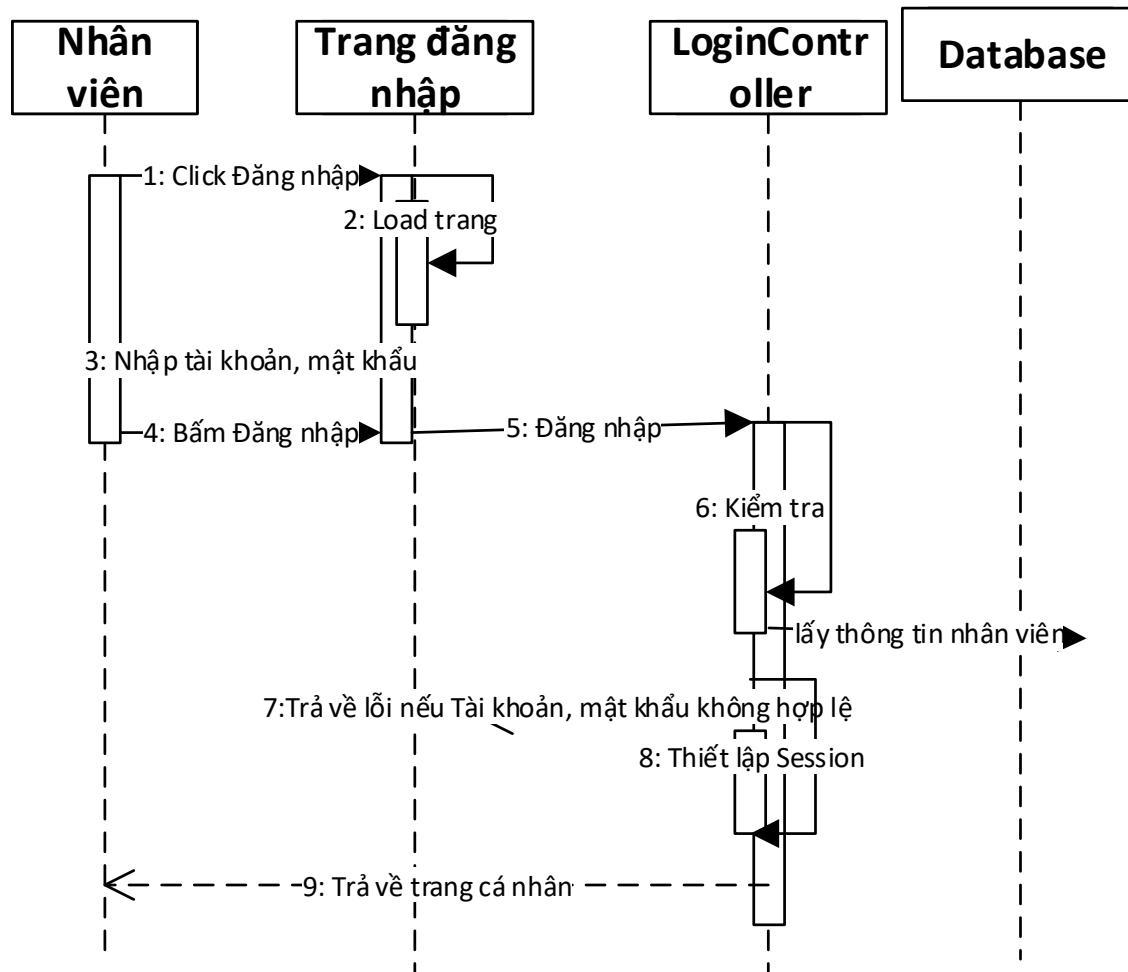 Nhân
viên
Trang đăng
nhập
LoginContr
oller
Database
1: Click Đăng nhập
2: Load trang
3: Nhập tài khoản, mật khẩu
4: Bấm Đăng nhập
5: Đăng nhập
6: Kiểm tra
lấy thông tin nhân viên
7:Trả về lỗi nếu Tài khoản, mật khẩu không hợp lệ
8: Thiết lập Session
9: Trả về trang cá nhân